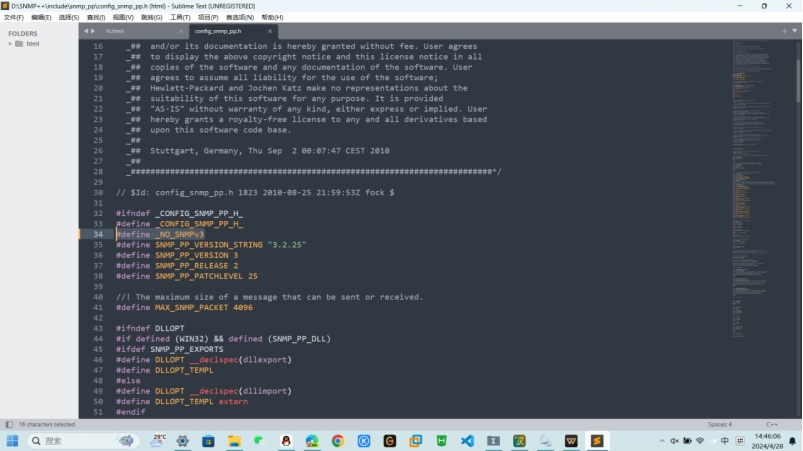 D:\SNMP++\include\snmp_pp\config_snmp_pp.h (html) - Sublime Text (UNREGISTERED)
文件(F) 编辑(E) 选择(S) 查找(I) 视图(V) 跳转(G) 工具(T) 项目(P) 首选项(N) 帮助(H)
FOLDERS
html
hi.html
config_snmp_pp.h
16 _## and/or its documentation is hereby granted without fee. User agrees
17 _## to display the above copyright notice and this license notice in all
18 _## copies of the software and any documentation of the software. User
19 _## agrees to assume all liability for the use of the software;
20 _## Hewlett-Packard and Jochen Katz make no representations about the
21 _## suitability of this software for any purpose. It is provided
22 _## "AS-IS" without warranty of any kind, either express or implied. User
23 _## hereby grants a royalty-free license to any and all derivatives based
24 _## upon this software code base.
25 _##
26 _## Stuttgart, Germany, Thu Sep  2 00:07:47 CEST 2010
27 _##
28 _##########################################################################*/
29
30 // $Id: config_snmp_pp.h 1823 2010-08-25 21:59:53Z fock $
31
32 #ifndef _CONFIG_SNMP_PP_H_
33 #define _CONFIG_SNMP_PP_H_
34 #define _NO_SNMPv3
35 #define SNMP_PP_VERSION_STRING "3.2.25"
36 #define SNMP_PP_VERSION 3
37 #define SNMP_PP_RELEASE 2
38 #define SNMP_PP_PATCHLEVEL 25
39
40 //! The maximum size of a message that can be sent or received.
41 #define MAX_SNMP_PACKET 4096
42
43 #ifndef DLLOPT
44 #if defined (WIN32) && defined (SNMP_PP_DLL)
45 #ifdef SNMP_PP_EXPORTS
46 #define DLLOPT __declspec(dllexport)
47 #define DLLOPT_TEMPL
48 #else
49 #define DLLOPT __declspec(dllimport)
50 #define DLLOPT_TEMPL extern
51 #endif
18 characters selected
Spaces: 4
C++
搜索
29°C
中
拼
14:46:06
2024/4/28